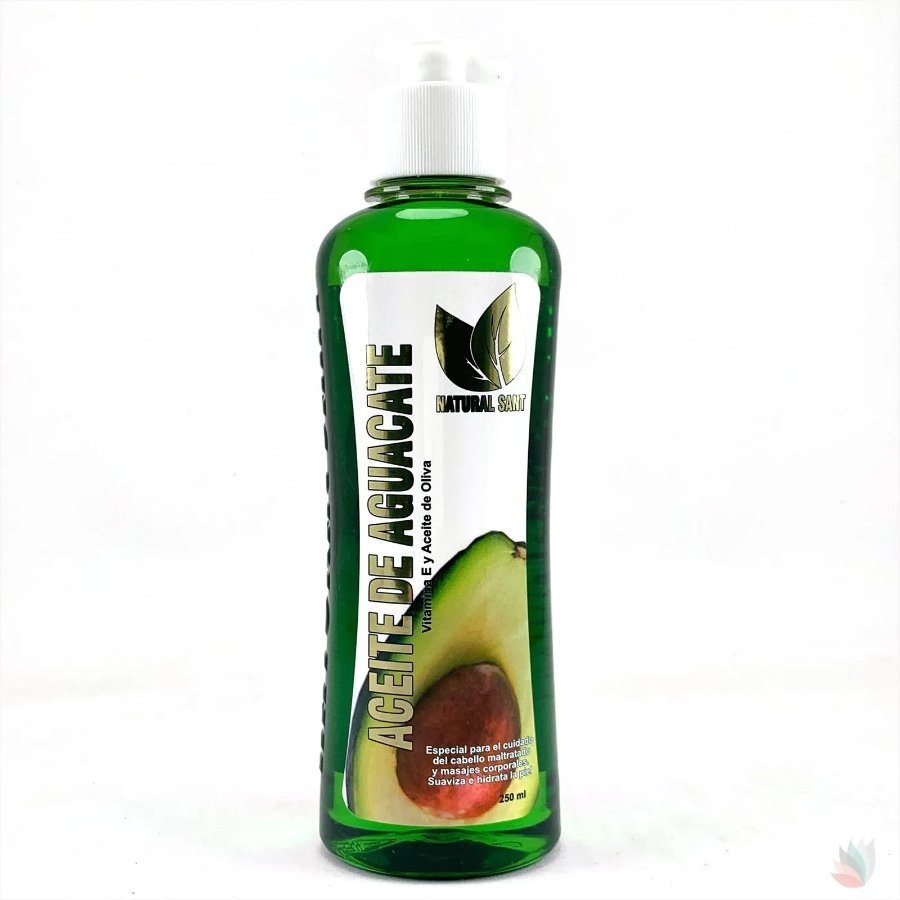 NATURAL SANT
ACEITE DE AGUACATE
Vitamina E y Aceite de Oliva
Especial para el cuidado
del cabello maltratado
y masajes corporales.
Suaviza e hidrata la piel
250 ml